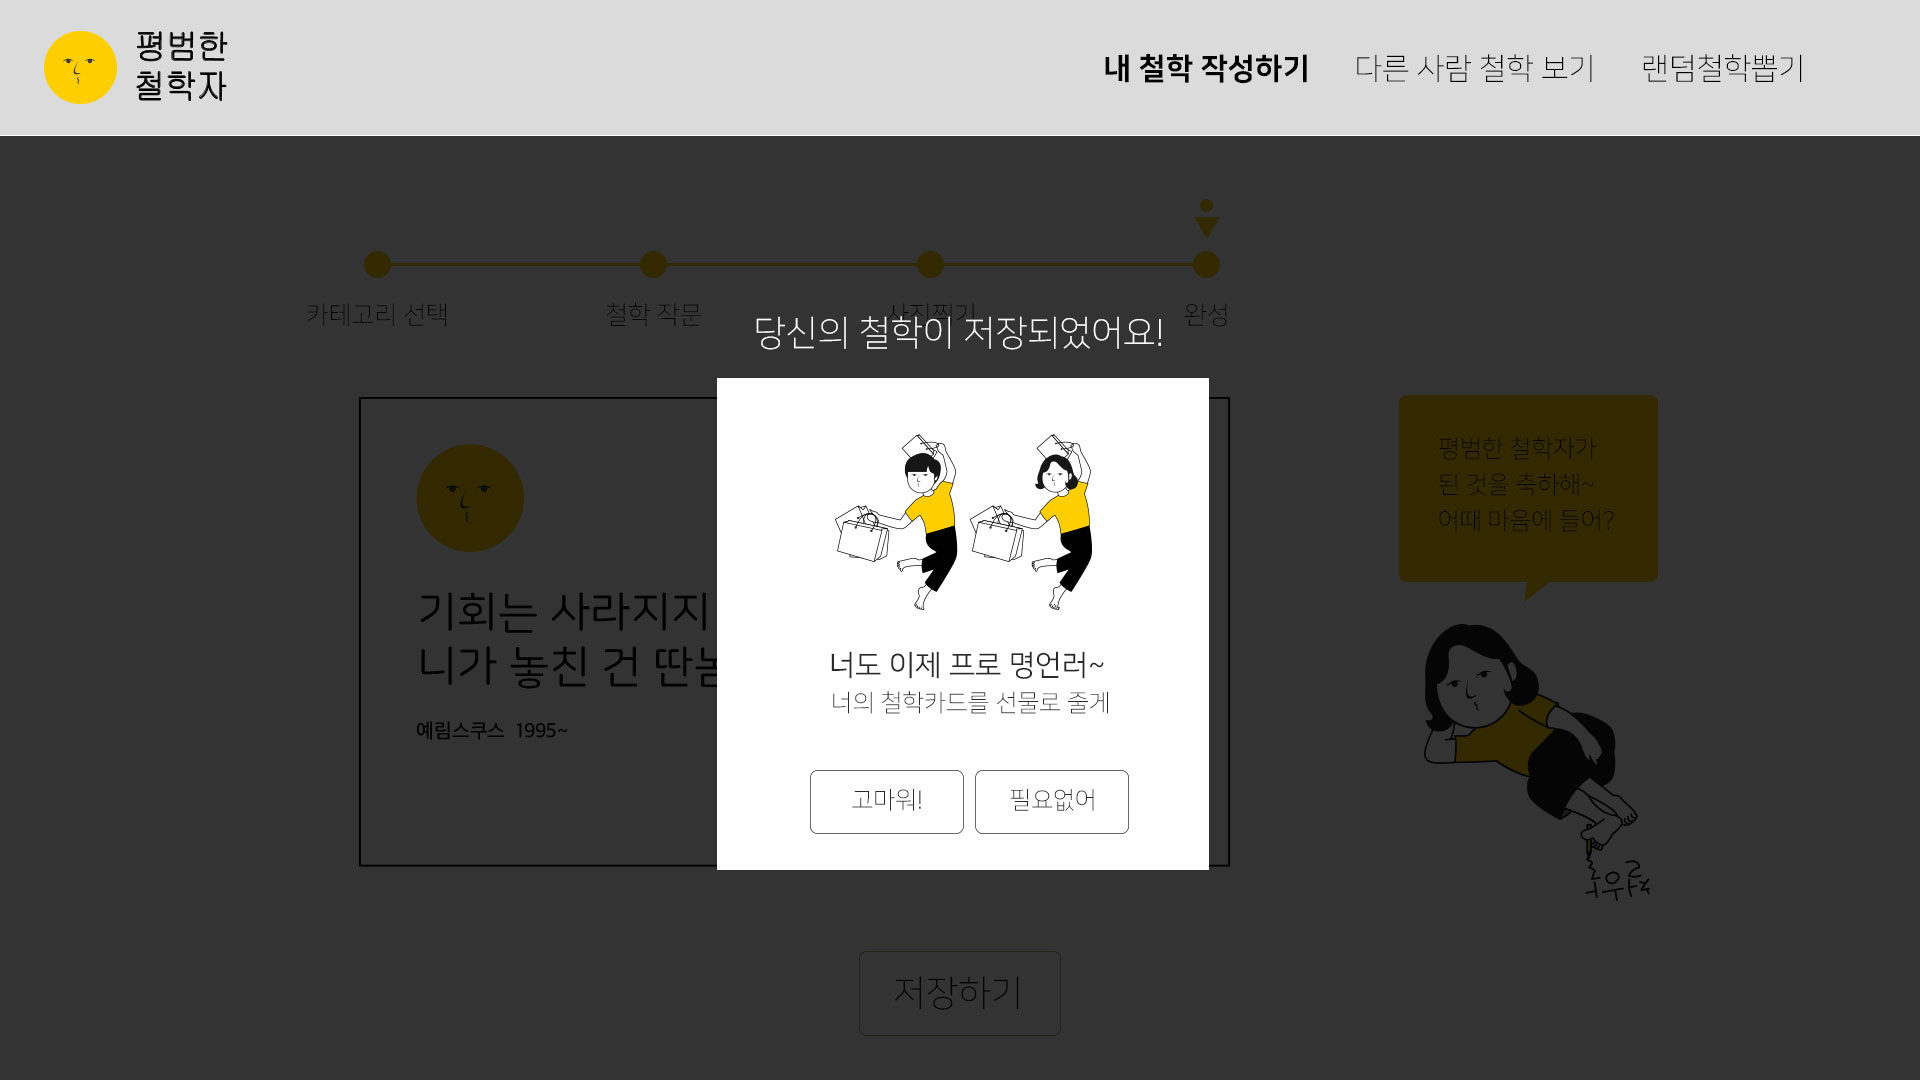 평범한
철학자
내 철학 작성하기
다른 사람 철학 보기
랜덤철학뽑기
카테고리 선택
철학 작문
사진찍기
완성
당신의 철학이 저장되었어요!
기회는 사라지지
니가 놓친 건 딴놈
예림스쿠스 1995~
너도 이제 프로 명언러~
너의 철학카드를 선물로 줄게
고마워!
필요없어
평범한 철학자가
된 것을 축하해~
어때 마음에 들어?
저장하기